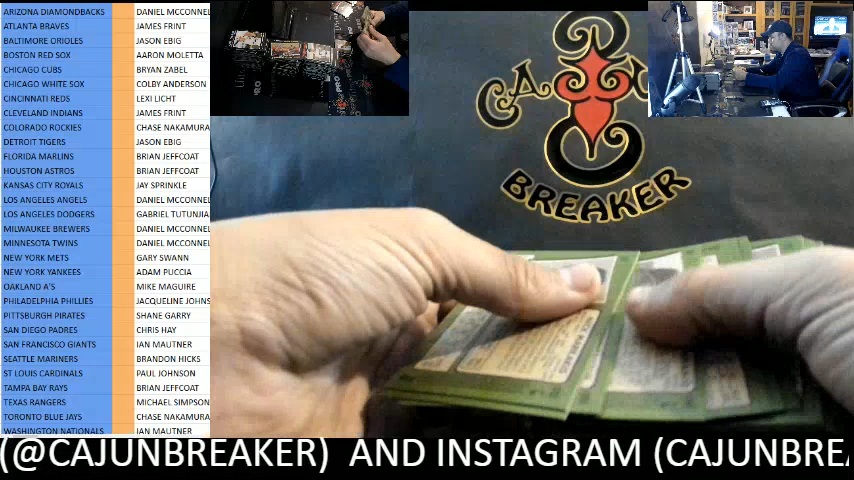 ARIZONA DIAMONDBACKS DANIEL MCCONNEL
ATLANTA BRAVES JAMES FRINT
BALTIMORE ORIOLES JASON EBIG
BOSTON RED SOX AARON MOLETTA
CHICAGO CUBS BRYAN ZABEL
CHICAGO WHITE SOX COLBY ANDERSON
CINCINNATI REDS LEXI LICHT
CLEVELAND INDIANS JAMES FRINT
COLORADO ROCKIES CHASE NAKAMURA
DETROIT TIGERS JASON EBIG
FLORIDA MARLINS BRIAN JEFFCOAT
HOUSTON ASTROS BRIAN JEFFCOAT
KANSAS CITY ROYALS JAY SPRINKLE
LOS ANGELES ANGELS DANIEL MCCONNEL
LOS ANGELES DODGERS GABRIEL TUTUNJIA
MILWAUKEE BREWERS DANIEL MCCONNEL
MINNESOTA TWINS DANIEL MCCONNEL
NEW YORK METS GARY SWANN
NEW YORK YANKEES ADAM PUCCIA
OAKLAND A'S MIKE MAGUIRE
PHILADELPHIA PHILLIES JACQUELINE JOHNS
PITTSBURGH PIRATES SHANE GARRY
SAN DIEGO PADRES CHRIS HAY
SAN FRANCISCO GIANTS IAN MAUTNER
SEATTLE MARINERS BRANDON HICKS
ST LOUIS CARDINALS PAUL JOHNSON
TAMPA BAY RAYS BRIAN JEFFCOAT
TEXAS RANGERS MICHAEL SIMPSON
TORONTO BLUE JAYS CHASE NAKAMURA
WASHINGTON NATIONALS IAN MAUTNER
BREAKER
(@CAJUNBREAKER) AND INSTAGRAM (CAJUNBREA